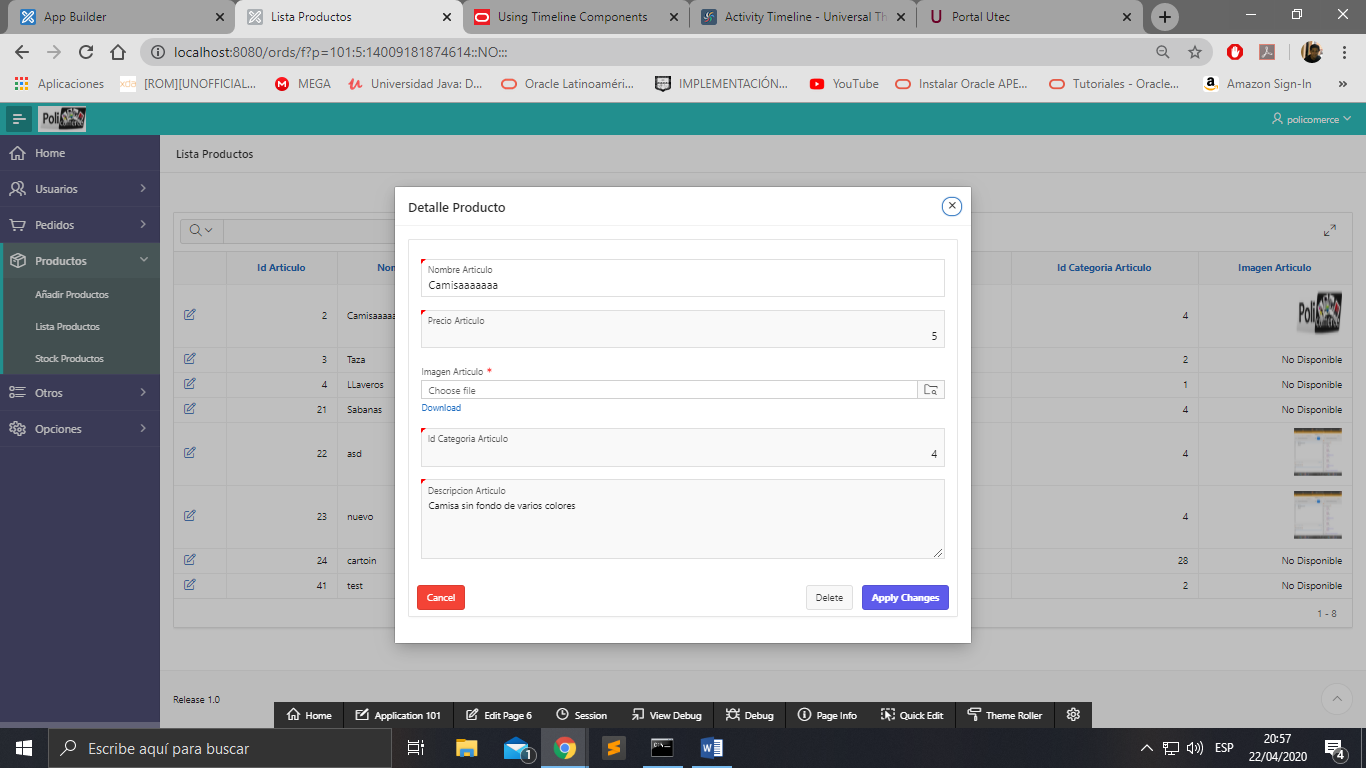 App Builder
Lista Productos
Using Timeline Components
Activity Timeline - Universal Th
Portal Utec
localhost:8080/ords/f?p=101:5:14009181874614::NO:::
Aplicaciones
[ROM][UNOFFICIAL...
MEGA
Universidad Java: D...
Oracle Latinoaméri...
IMPLEMENTACIÓN...
YouTube
Instalar Oracle APE...
Tutoriales - Oracle...
Amazon Sign-In
»
Poli
policomerce
Home
Usuarios
Pedidos
Productos
Añadir Productos
Lista Productos
Stock Productos
Otros
Opciones
Lista Productos
Id Articulo
Non
Id Categoria Articulo
Imagen Articulo
2 Camisaaaaa 4 Poli
3 Taza 2 No Disponible
4 LLaveros 1 No Disponible
21 Sabanas 4 No Disponible
22 asd 4
23 nuevo 4
24 cartoin 28 No Disponible
41 test 2 No Disponible
1 - 8
Detalle Producto
Nombre Articulo
Camisaaaaaaa
Precio Articulo
5
Imagen Articulo *
Choose file
Download
Id Categoria Articulo
4
Descripcion Articulo
Camisa sin fondo de varios colores
Cancel
Delete
Apply Changes
Release 1.0
Home
Application 101
Edit Page 6
Session
View Debug
Debug
Page Info
Quick Edit
Theme Roller
Escribe aquí para buscar
1
ESP
20:57
22/04/2020
4